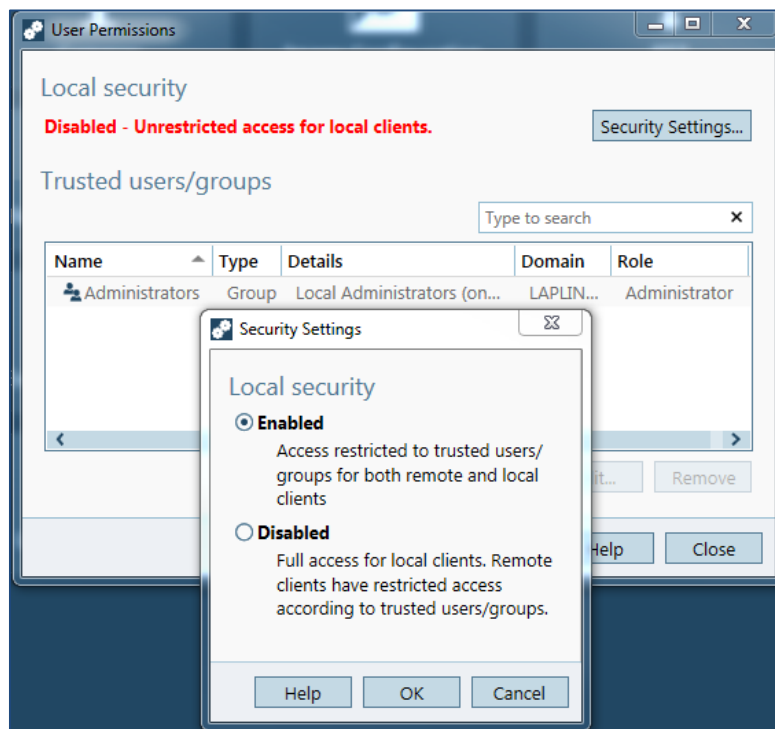 User Permissions
Local security
Disabled - Unrestricted access for local clients.
Security Settings...
Trusted users/groups
Type to search
Name Type Details Domain Role
Administrators Group Local Administrators (on... LAPLIN... Administrator
Remove
Help Close
Security Settings
Local security
Enabled
Access restricted to trusted users/
groups for both remote and local
clients
Disabled
Full access for local clients. Remote
clients have restricted access
according to trusted users/groups.
Help OK Cancel